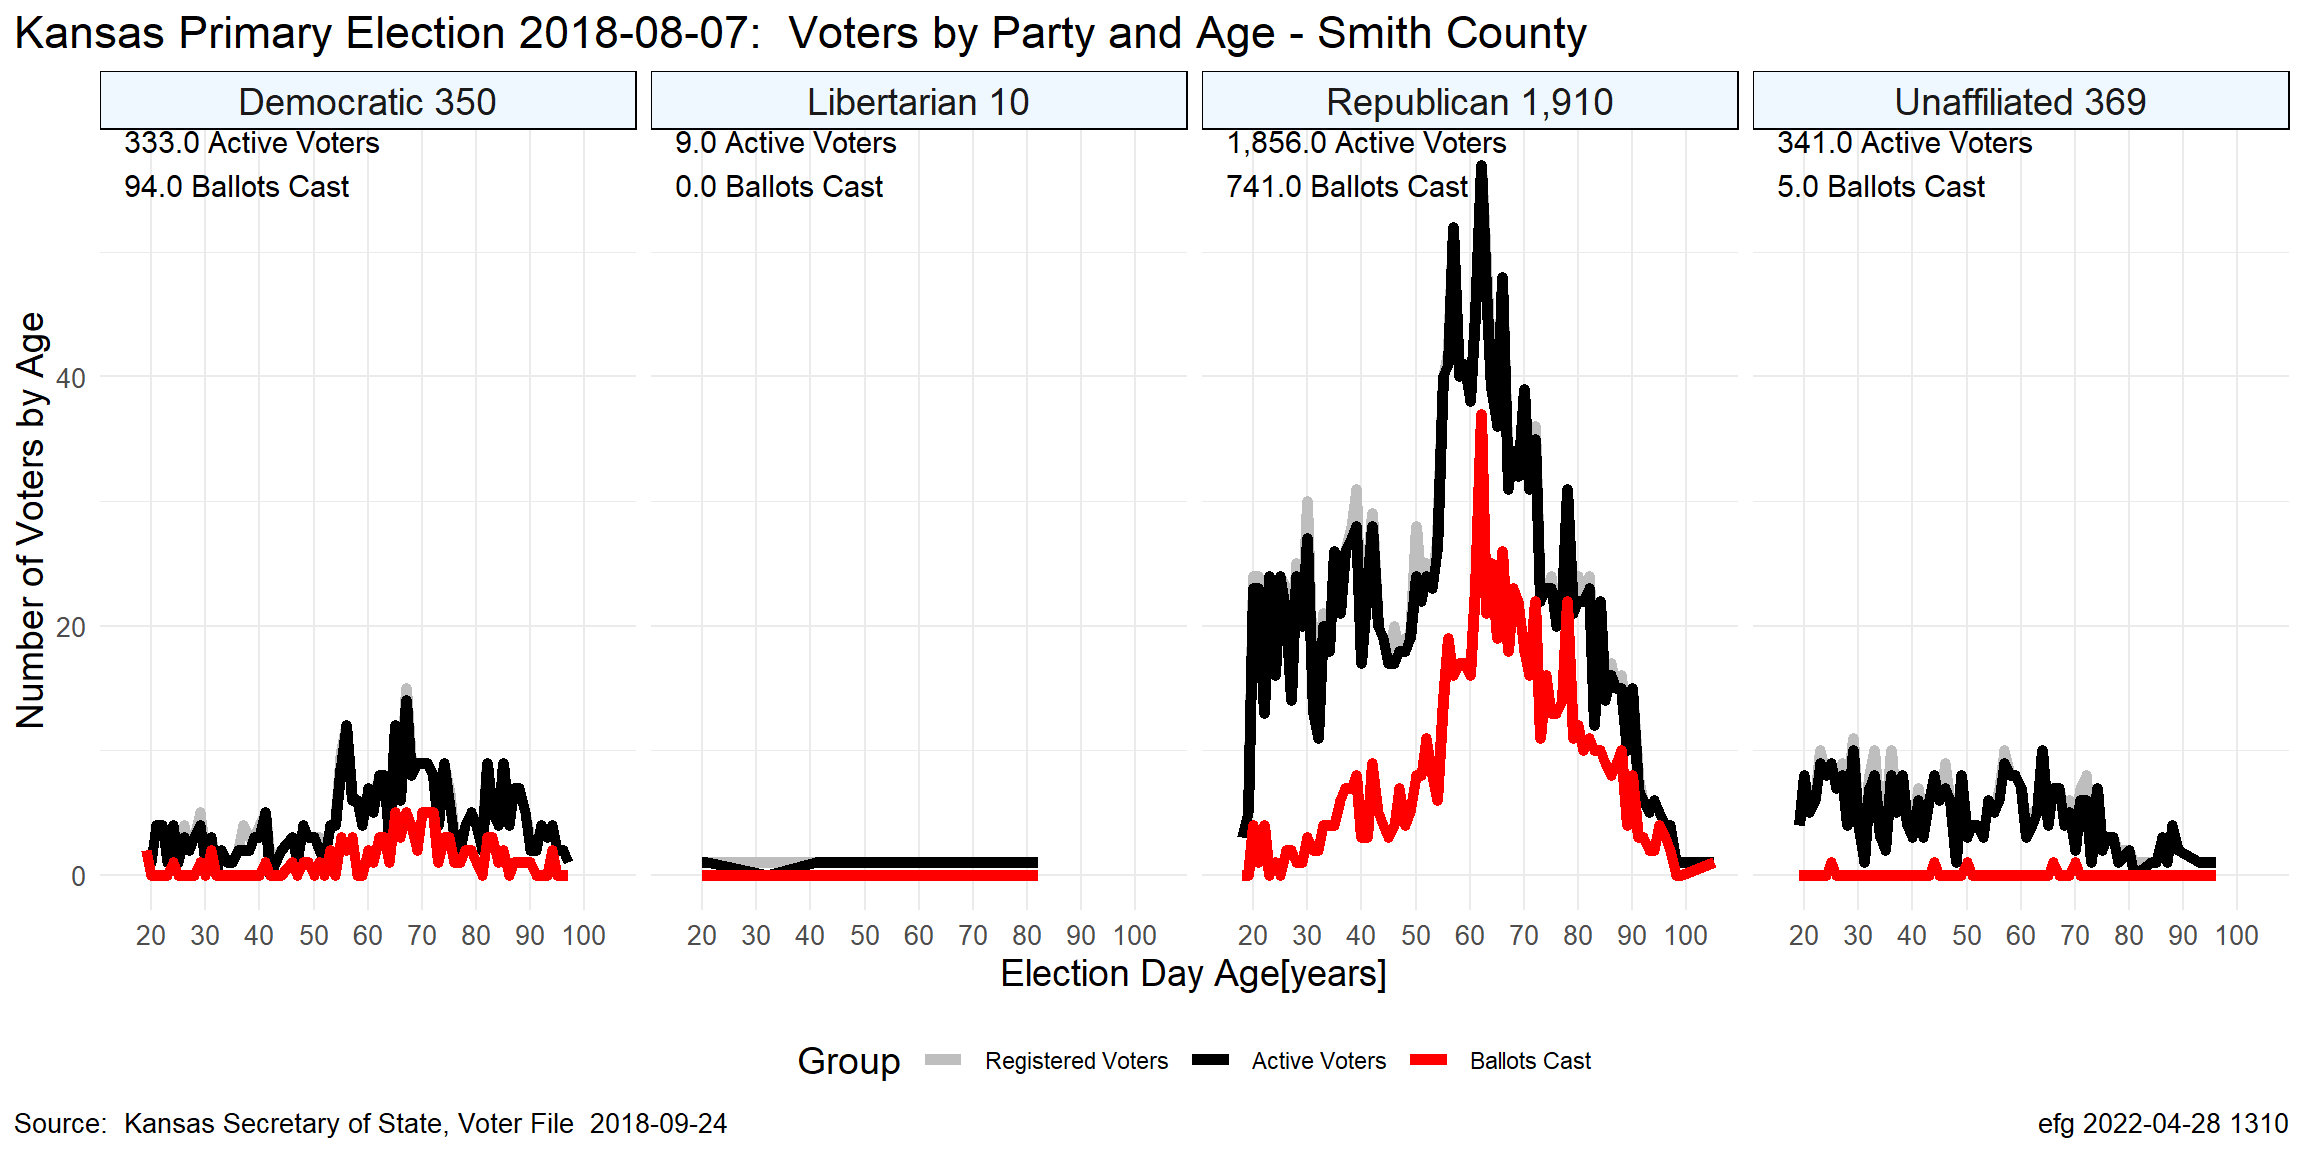 Kansas Primary Election 2018-08-07:  Voters by Party and Age - Smith County
Democratic 350
Libertarian 10
Republican 1,910
Unaffiliated 369
333.0 Active Voters
94.0 Ballots Cast
9.0 Active Voters
0.0 Ballots Cast
1,856.0 Active Voters
741.0 Ballots Cast
341.0 Active Voters
5.0 Ballots Cast
Number of Voters by Age
40
20
0
20 30 40 50 60 70 80 90 100
20 30 40 50 60 70 80 90 100
20 30 40 50 60 70 80 90 100
20 30 40 50 60 70 80 90 100
Election Day Age[years]
Group Registered Voters Active Voters Ballots Cast
Source:  Kansas Secretary of State, Voter File  2018-09-24
efg 2022-04-28 1310